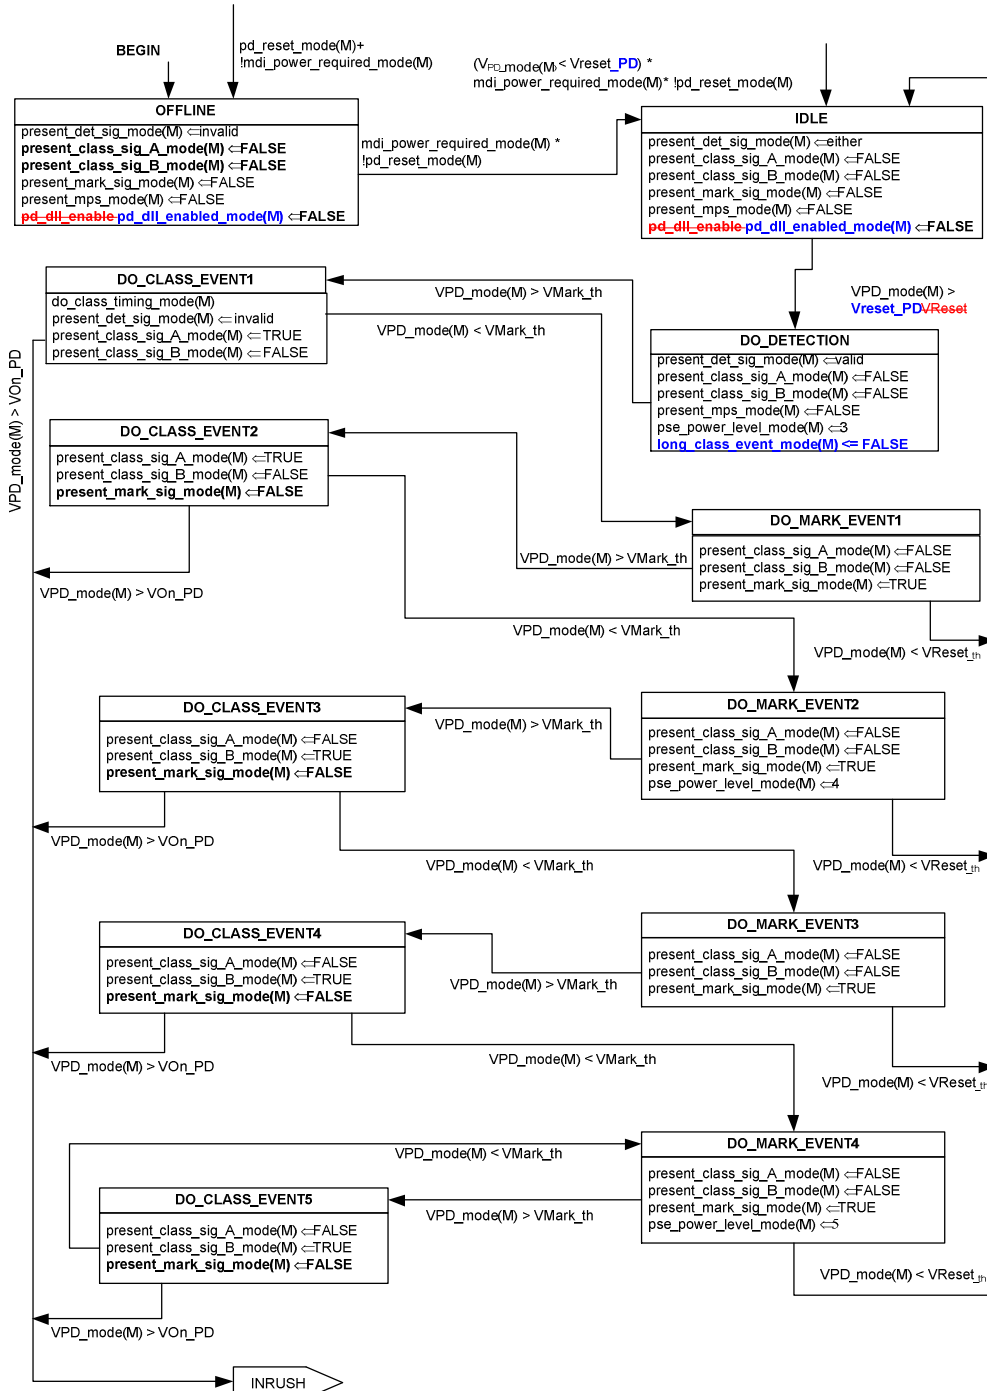 BEGIN
pd_reset_mode(M)+
!mdi_power_required_mode(M)
(VPD_mode(M) < Vreset_PD) *
mdi_power_required_mode(M)* !pd_reset_mode(M)
OFFLINE
present_det_sig_mode(M) ⇐invalid
present_class_sig_A_mode(M) ⇐FALSE
present_class_sig_B_mode(M) ⇐FALSE
present_mark_sig_mode(M) ⇐FALSE
present_mps_mode(M) ⇐FALSE
pd_dll_enable pd_dll_enabled_mode(M) ⇐FALSE
mdi_power_required_mode(M) *
!pd_reset_mode(M)
IDLE
present_det_sig_mode(M) ⇐either
present_class_sig_A_mode(M) ⇐FALSE
present_class_sig_B_mode(M) ⇐FALSE
present_mark_sig_mode(M) ⇐FALSE
present_mps_mode(M) ⇐FALSE
pd_dll_enable pd_dll_enabled_mode(M) ⇐FALSE
DO_CLASS_EVENT1
do_class_timing_mode(M)
present_det_sig_mode(M) ⇐ invalid
present_class_sig_A_mode(M) ⇐ TRUE
present_class_sig_B_mode(M) ⇐ FALSE
VPD_mode(M) > VMark_th
VPD_mode(M) < VMark_th
VPD_mode(M) >
Vreset_PDVReset
DO_DETECTION
present_det_sig_mode(M) ⇐valid
present_class_sig_A_mode(M) ⇐FALSE
present_class_sig_B_mode(M) ⇐FALSE
present_mps_mode(M) ⇐FALSE
pse_power_level_mode(M) ⇐3
long_class_event_mode(M) <= FALSE
VPD_mode(M) > VOn_PD
DO_CLASS_EVENT2
present_class_sig_A_mode(M) ⇐TRUE
present_class_sig_B_mode(M) ⇐FALSE
present_mark_sig_mode(M) ⇐FALSE
VPD_mode(M) > VOn_PD
VPD_mode(M) > VMark_th
DO_MARK_EVENT1
present_class_sig_A_mode(M) ⇐FALSE
present_class_sig_B_mode(M) ⇐FALSE
present_mark_sig_mode(M) ⇐TRUE
VPD_mode(M) < VMark_th
VPD_mode(M) < VReset_th
DO_CLASS_EVENT3
present_class_sig_A_mode(M) ⇐FALSE
present_class_sig_B_mode(M) ⇐TRUE
present_mark_sig_mode(M) ⇐FALSE
VPD_mode(M) > VMark_th
DO_MARK_EVENT2
present_class_sig_A_mode(M) ⇐FALSE
present_class_sig_B_mode(M) ⇐FALSE
present_mark_sig_mode(M) ⇐TRUE
pse_power_level_mode(M) ⇐4
VPD_mode(M) > VOn_PD
VPD_mode(M) < VMark_th
VPD_mode(M) < VReset_th
DO_CLASS_EVENT4
present_class_sig_A_mode(M) ⇐FALSE
present_class_sig_B_mode(M) ⇐TRUE
present_mark_sig_mode(M) ⇐FALSE
VPD_mode(M) > VMark_th
DO_MARK_EVENT3
present_class_sig_A_mode(M) ⇐FALSE
present_class_sig_B_mode(M) ⇐FALSE
present_mark_sig_mode(M) ⇐TRUE
VPD_mode(M) > VOn_PD
VPD_mode(M) < VMark_th
VPD_mode(M) < VReset_th
VPD_mode(M) < VMark_th
DO_MARK_EVENT4
present_class_sig_A_mode(M) ⇐FALSE
present_class_sig_B_mode(M) ⇐FALSE
present_mark_sig_mode(M) ⇐TRUE
pse_power_level_mode(M) ⇐5
DO_CLASS_EVENT5
present_class_sig_A_mode(M) ⇐FALSE
present_class_sig_B_mode(M) ⇐TRUE
present_mark_sig_mode(M) ⇐FALSE
VPD_mode(M) > VMark_th
VPD_mode(M) < VReset_th
VPD_mode(M) > VOn_PD
INRUSH